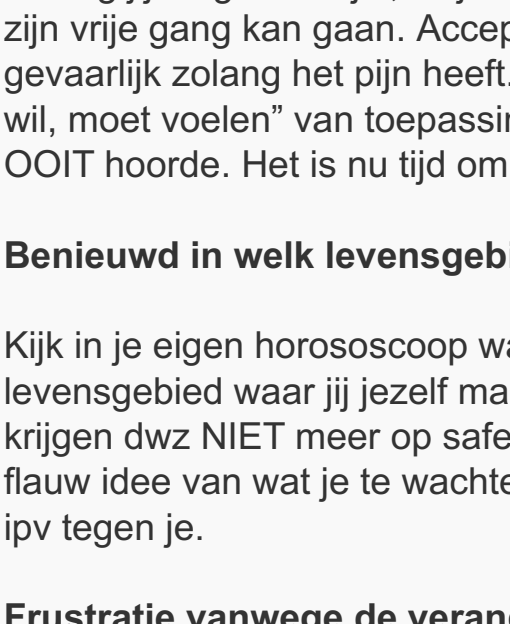 zijn vrije gang kan gaan. Accep
gevaarlijk zolang het pijn heeft.
wil, moet voelen” van toepassin
OOIT hoorde. Het is nu tijd om
Benieuwd in welk levensgebi
Kijk in je eigen horososcoop wa
levensgebied waar jij jezelf ma
krijgen dwz NIET meer op safe
flauw idee van wat je te wachte
ipv tegen je.
Frustratie vanwege de veran